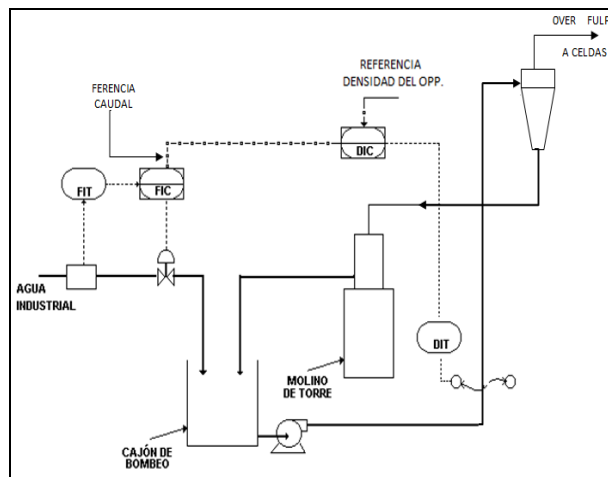 OVER FULP
A CELDAS
REFERENCIA
DENSIDAD DEL OPP.
FERENCIA
CAUDAL
DIC
FIT
FIC
AGUA
INDUSTRIAL
DIT
MOLINO
DE TORRE
CAJÓN DE
BOMBEO